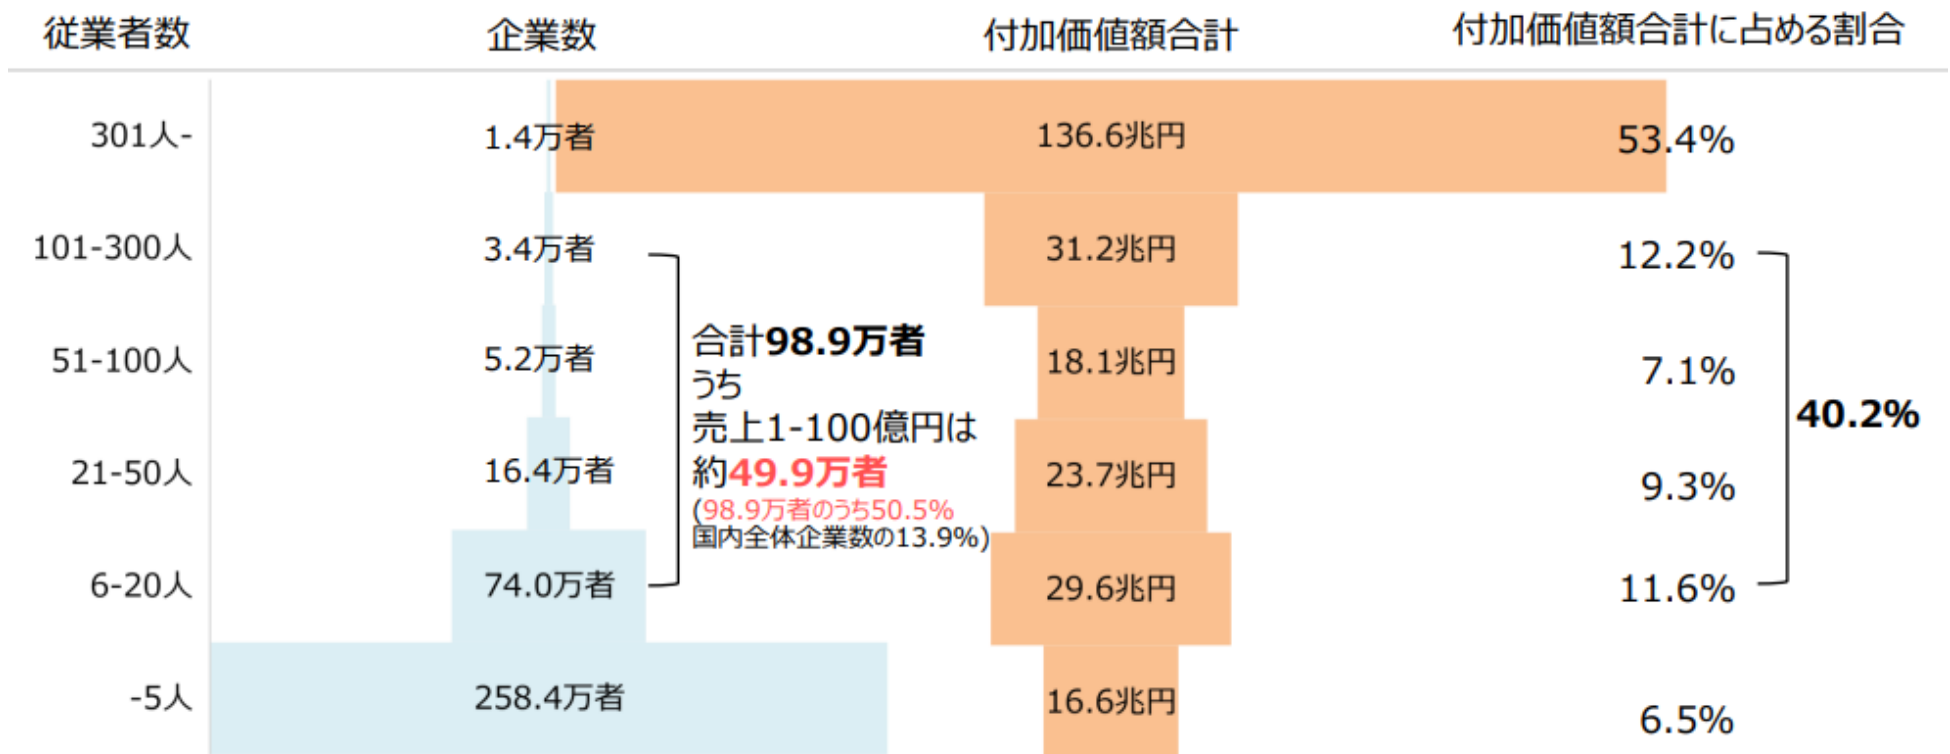 従業者数 企業数 付加価値額合計 付加価値額合計に占める割合
301人- 1.4万者 136.6兆円 53.4%
101-300人 3.4万者 31.2兆円 12.2%
51-100人 5.2万者 18.1兆円 7.1%
21-50人 16.4万者 23.7兆円 9.3%
6-20人 74.0万者 29.6兆円 11.6%
-5人 258.4万者 16.6兆円 6.5%
合計98.9万者
うち
売上1-100億円は
約49.9万者
(98.9万者のうち50.5%
国内全体企業数の13.9%)
40.2%